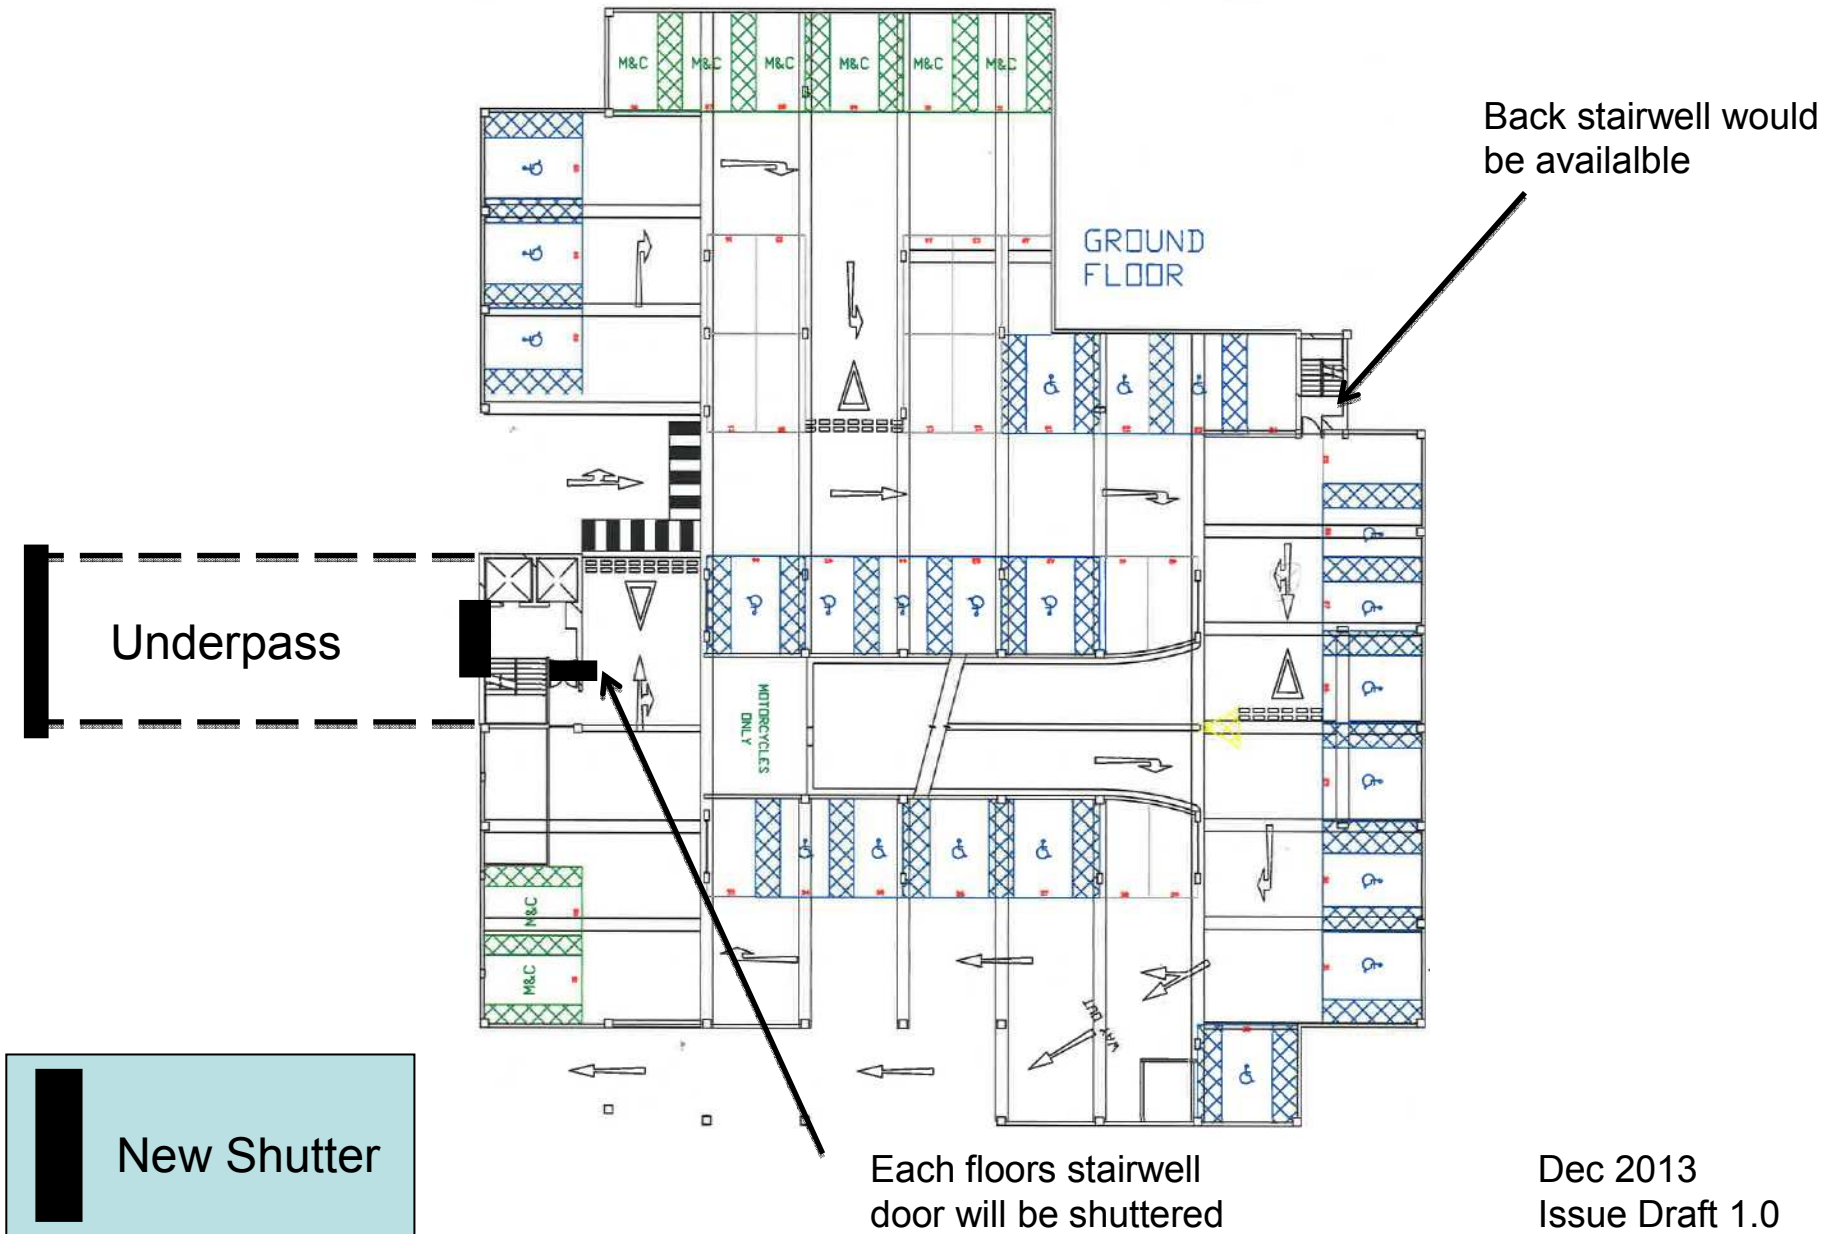 M&C M&C M&C M&C M&C M&C
Back stairwell would
be availalble
GROUND
FLOOR
Underpass
MOTORCYCLES
ONLY
M&C
M&C
WAY OUT
New Shutter
Each floors stairwell
door will be shuttered
Dec 2013
Issue Draft 1.0